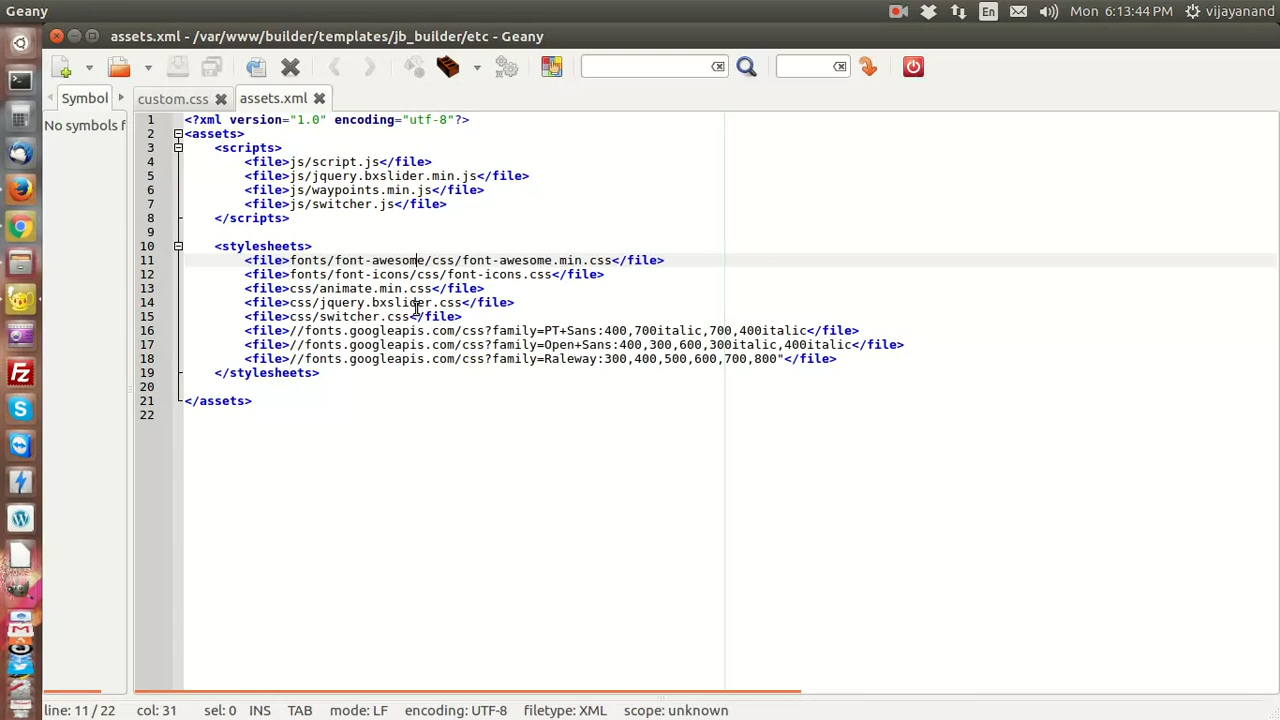 Geany
En
Mon 6:13:44 PM
vijayanand
assets.xml - /var/www/builder/templates/jb_builder/etc - Geany
Symbol
custom.css
assets.xml
No symbols f
1 <?xml version="1.0" encoding="utf-8"?>
2 <assets>
3 <scripts>
4 <file>js/script.js</file>
5 <file>js/jquery.bxslider.min.js</file>
6 <file>js/waypoints.min.js</file>
7 <file>js/switcher.js</file>
8 </scripts>
9
10 <stylesheets>
11 <file>fonts/font-awesome/css/font-awesome.min.css</file>
12 <file>fonts/font-icons/css/font-icons.css</file>
13 <file>css/animate.min.css</file>
14 <file>css/jquery.bxslider.css</file>
15 <file>css/switcher.css</file>
16 <file>//fonts.googleapis.com/css?family=PT+Sans:400,700italic,700,400italic</file>
17 <file>//fonts.googleapis.com/css?family=Open+Sans:400,300,600,300italic,400italic</file>
18 <file>//fonts.googleapis.com/css?family=Raleway:300,400,500,600,700,800"</file>
19 </stylesheets>
20
21 </assets>
22
line: 11 / 22 col: 31 sel: 0 INS TAB mode: LF encoding: UTF-8 filetype: XML scope: unknown